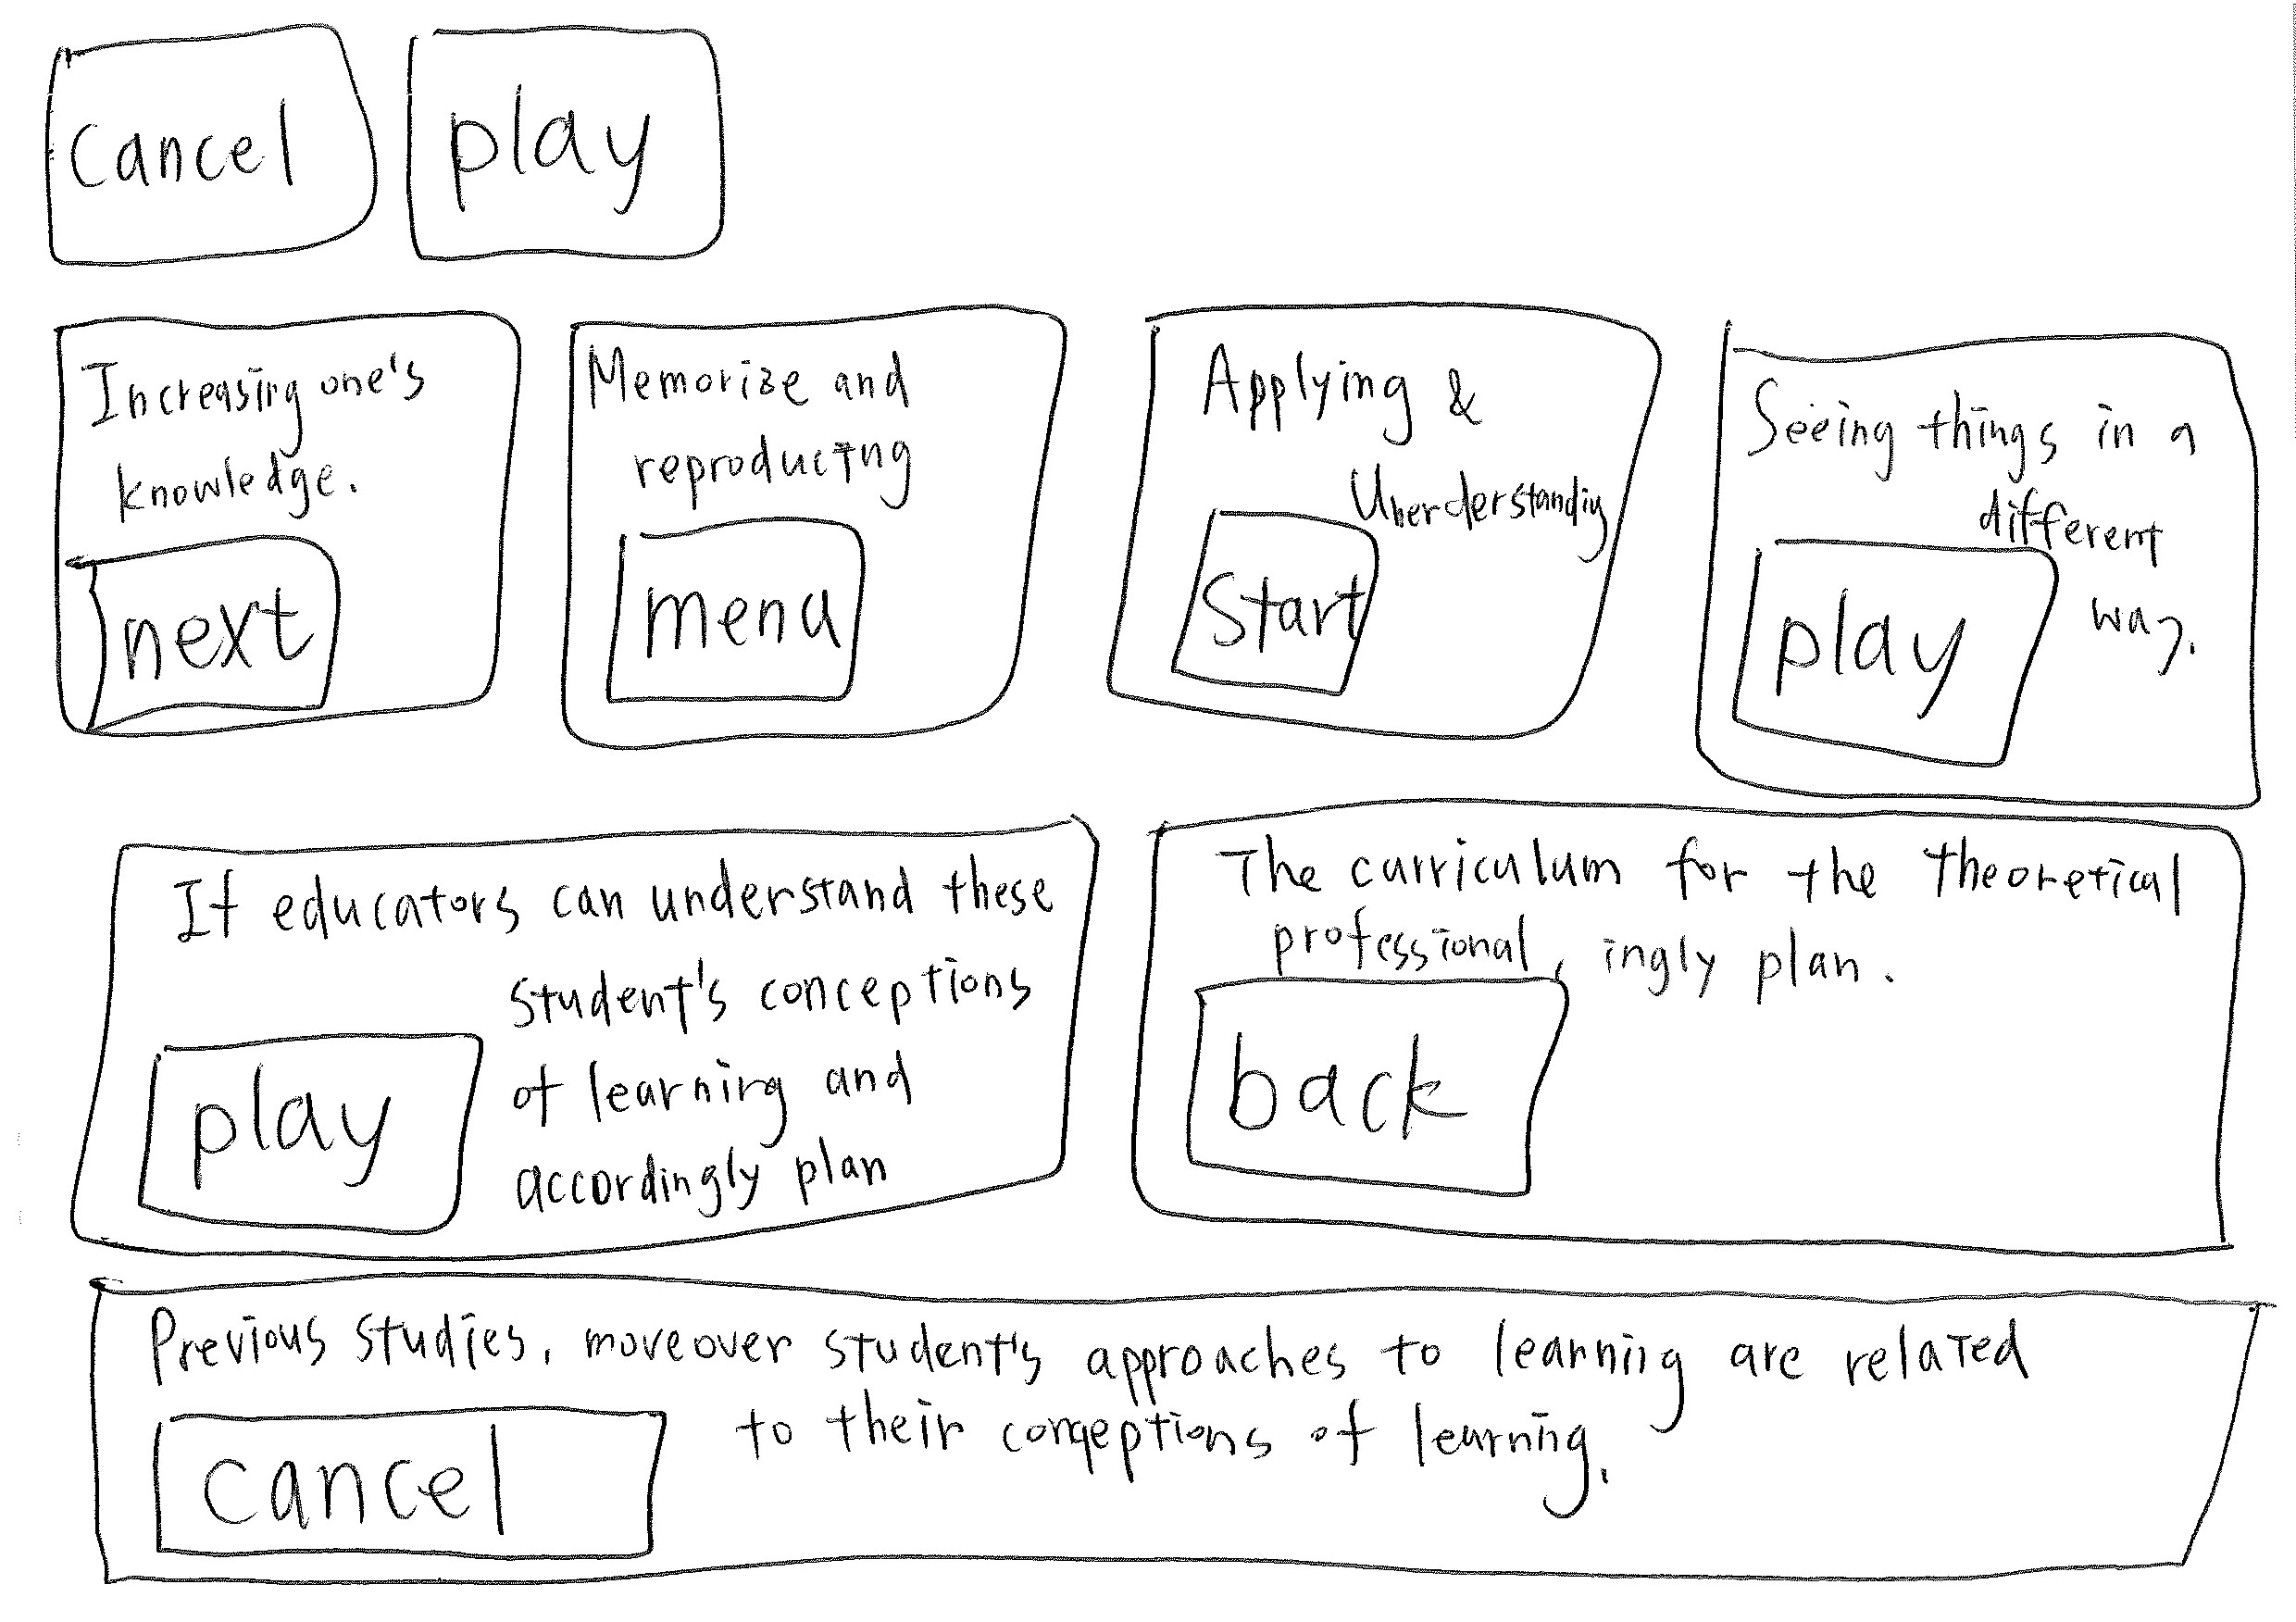 cancel
play
Increasing one's
knowledge.
next
Memorize and
reproducing
menu
Applying &
Start
Seeing things in a
different
way.
play
If educators can understand these
student's conceptions
of learning and
accordingly plan
play
The curriculum for the theoretical
professional, ingly plan.
back
Previous studies, moreover student's approaches to learning are related
to their conceptions of learning.
cancel